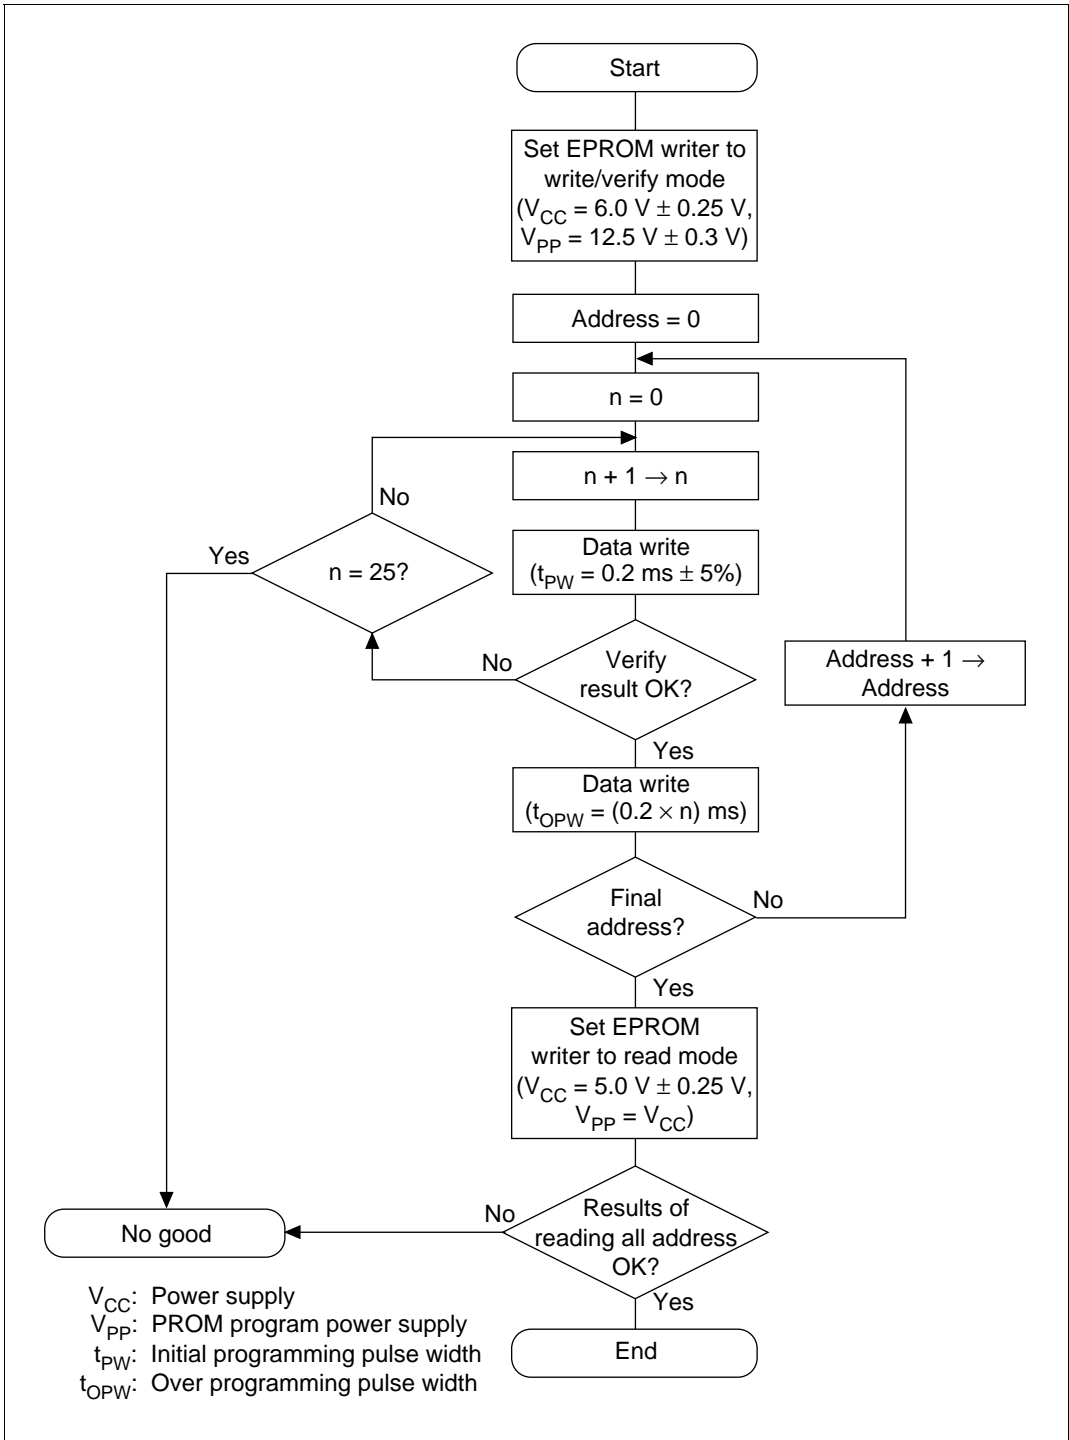 Start
Set EPROM writer to
write/verify mode
(VCC = 6.0 V ± 0.25 V,
VPP = 12.5 V ± 0.3 V)
Address = 0
n = 0
n + 1 → n
No
Data write
(tPW = 0.2 ms ± 5%)
Yes
n = 25?
No
Verify
result OK?
Address + 1 →
Address
Yes
Data write
(tOPW = (0.2 × n) ms)
Final
address?
No
Yes
Set EPROM
writer to read mode
(VCC = 5.0 V ± 0.25 V,
VPP = VCC)
Results of
reading all address
OK?
No
No good
Yes
End
VCC: Power supply
VPP: PROM program power supply
tPW: Initial programming pulse width
tOPW: Over programming pulse width